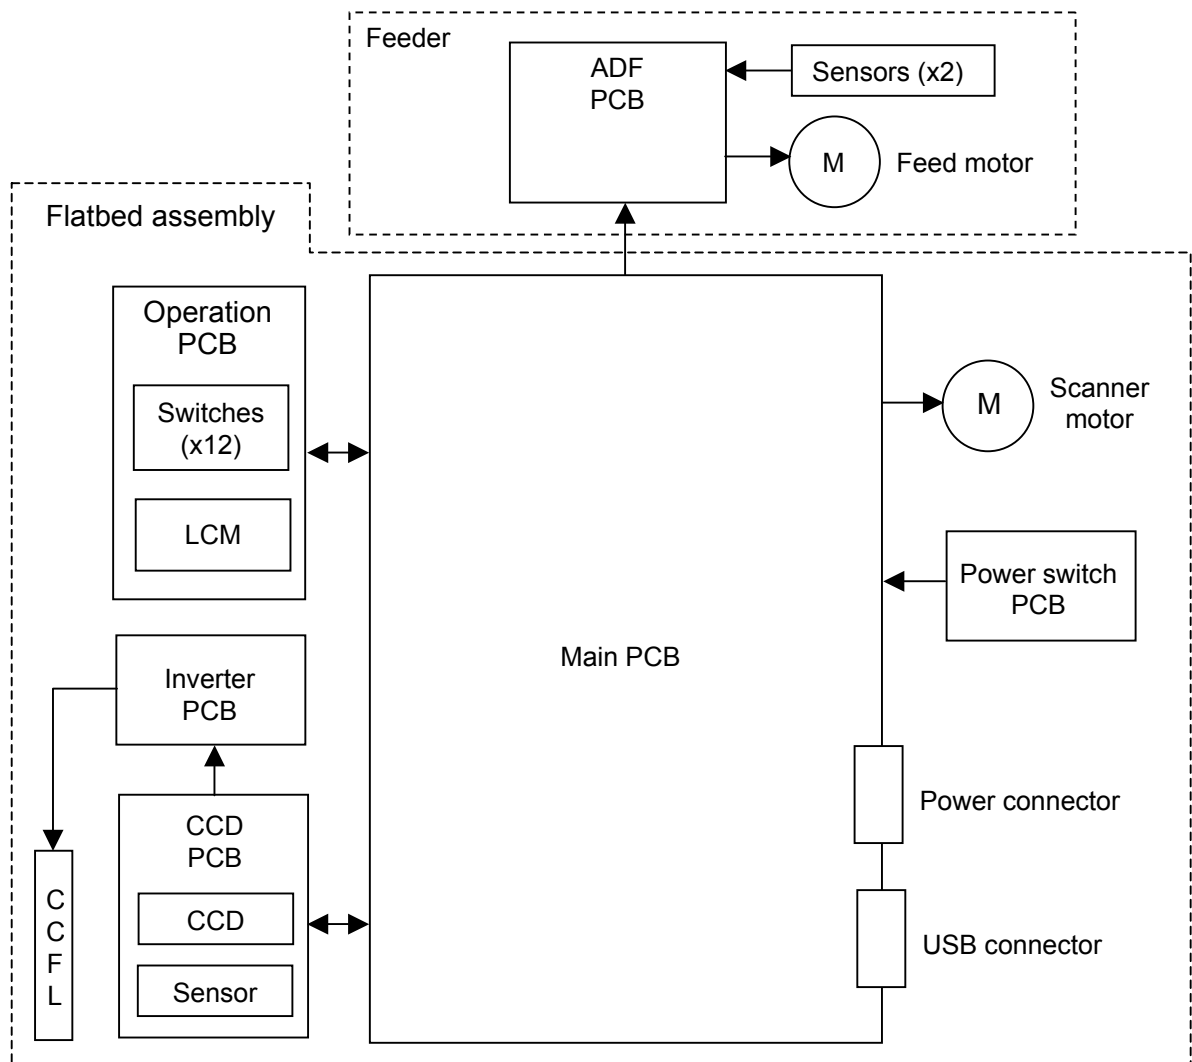 Feeder
ADF
PCB
Sensors (x2)
M
Feed motor
Flatbed assembly
Operation
PCB
Switches
(x12)
LCM
M
Scanner
motor
Power switch
PCB
Main PCB
Inverter
PCB
Power connector
CCD
PCB
CCD
Sensor
C
C
F
L
USB connector